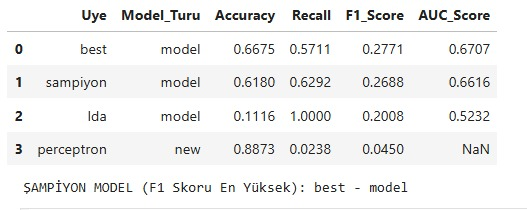 Uye Model_Turu Accuracy Recall F1_Score AUC_Score
0 best model 0.6675 0.5711 0.2771 0.6707
1 sampiyon model 0.6180 0.6292 0.2688 0.6616
2 lda model 0.1116 1.0000 0.2008 0.5232
3 perceptron new 0.8873 0.0238 0.0450 NaN
ŞAMPİYON MODEL (F1 Skoru En Yüksek): best - model